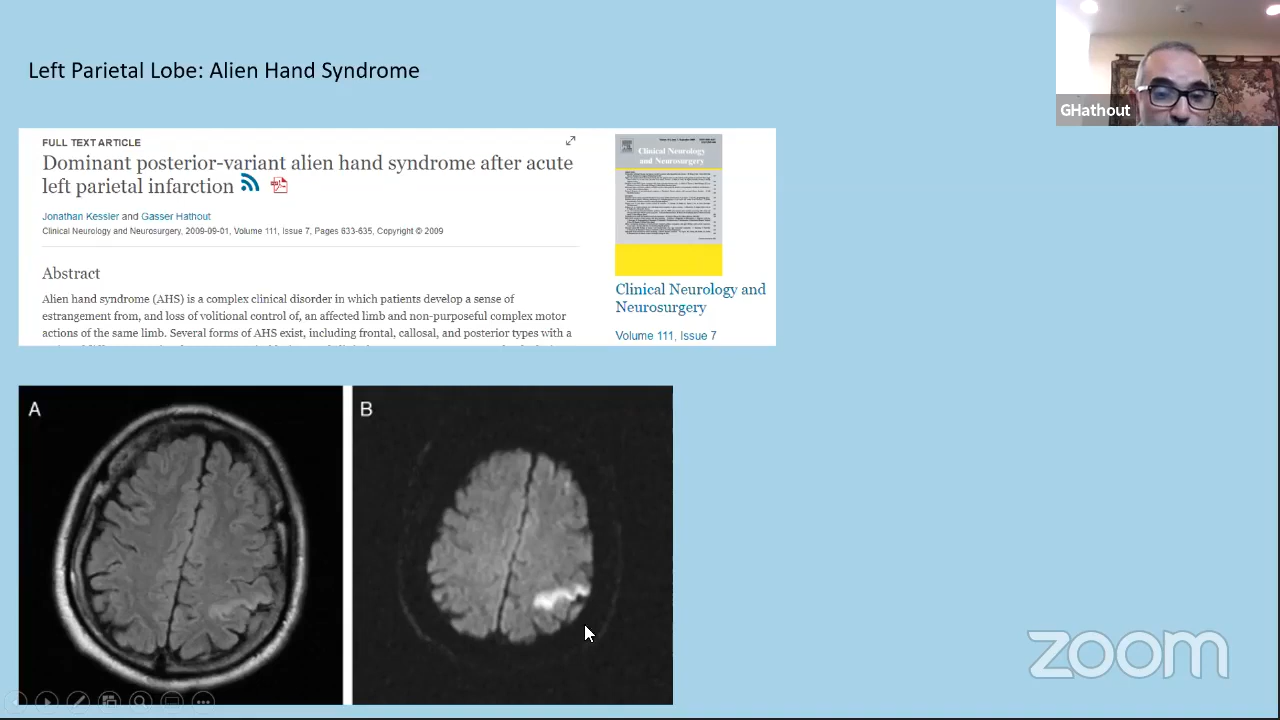 Left Parietal Lobe: Alien Hand Syndrome
GHathout
FULL TEXT ARTICLE
Dominant posterior-variant alien hand syndrome after acute
left parietal infarction
Jonathan Kessler and Gasser Hathout
Clinical Neurology and Neurosurgery, 2009-09-01, Volume 111, Issue 7, Pages 633-635, Copyright © 2009
Abstract
Alien hand syndrome (AHS) is a complex clinical disorder in which patients develop a sense of
estrangement from, and loss of volitional control of, an affected limb and non-purposeful complex motor
actions of the same limb. Several forms of AHS exist, including frontal, callosal, and posterior types with a
Clinical Neurology
and Neurosurgery
Clinical Neurology and
Neurosurgery
Volume 111, Issue 7
A
B
zoom